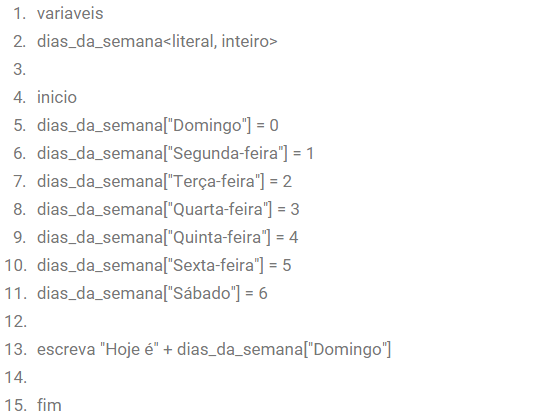 1. variaveis
2. dias_da_semana<literal, inteiro>
3.
4. inicio
5. dias_da_semana["Domingo"] = 0
6. dias_da_semana["Segunda-feira"] = 1
7. dias_da_semana["Terça-feira"] = 2
8. dias_da_semana["Quarta-feira"] = 3
9. dias_da_semana["Quinta-feira"] = 4
10. dias_da_semana["Sexta-feira"] = 5
11. dias_da_semana["Sábado"] = 6
12.
13. escreva "Hoje é" + dias_da_semana["Domingo"]
14.
15. fim